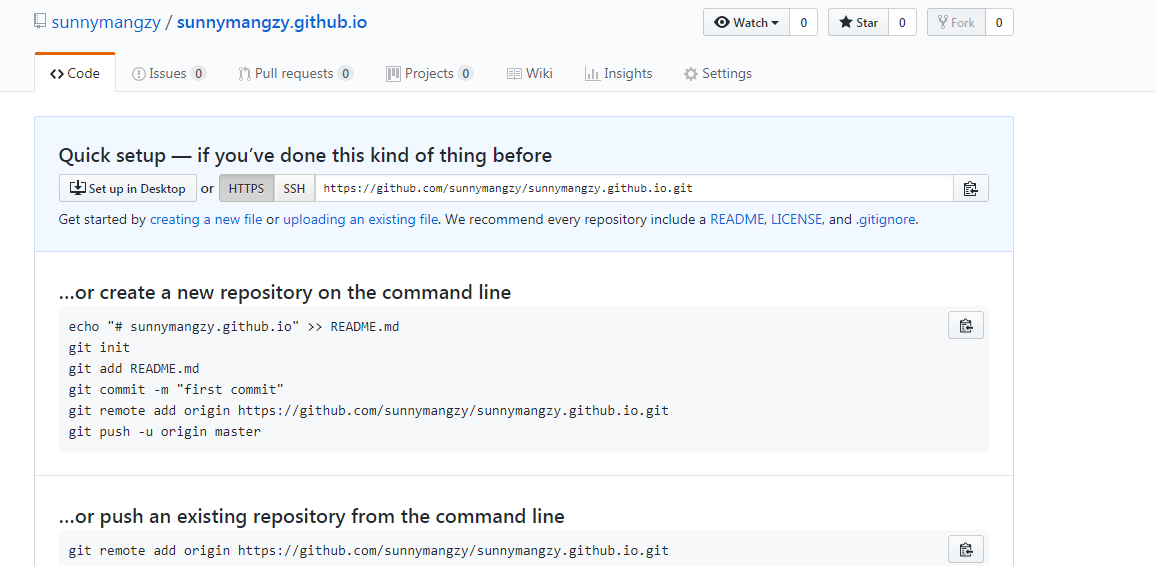 sunnymangzy / sunnymangzy.github.io
Watch 0 Star 0 Fork 0
Code Issues 0 Pull requests 0 Projects 0 Wiki Insights Settings
Quick setup — if you’ve done this kind of thing before
Set up in Desktop or HTTPS SSH https://github.com/sunnymangzy/sunnymangzy.github.io.git
Get started by creating a new file or uploading an existing file. We recommend every repository include a README, LICENSE, and .gitignore.
…or create a new repository on the command line
echo "# sunnymangzy.github.io" >> README.md
git init
git add README.md
git commit -m "first commit"
git remote add origin https://github.com/sunnymangzy/sunnymangzy.github.io.git
git push -u origin master
…or push an existing repository from the command line
git remote add origin https://github.com/sunnymangzy/sunnymangzy.github.io.git